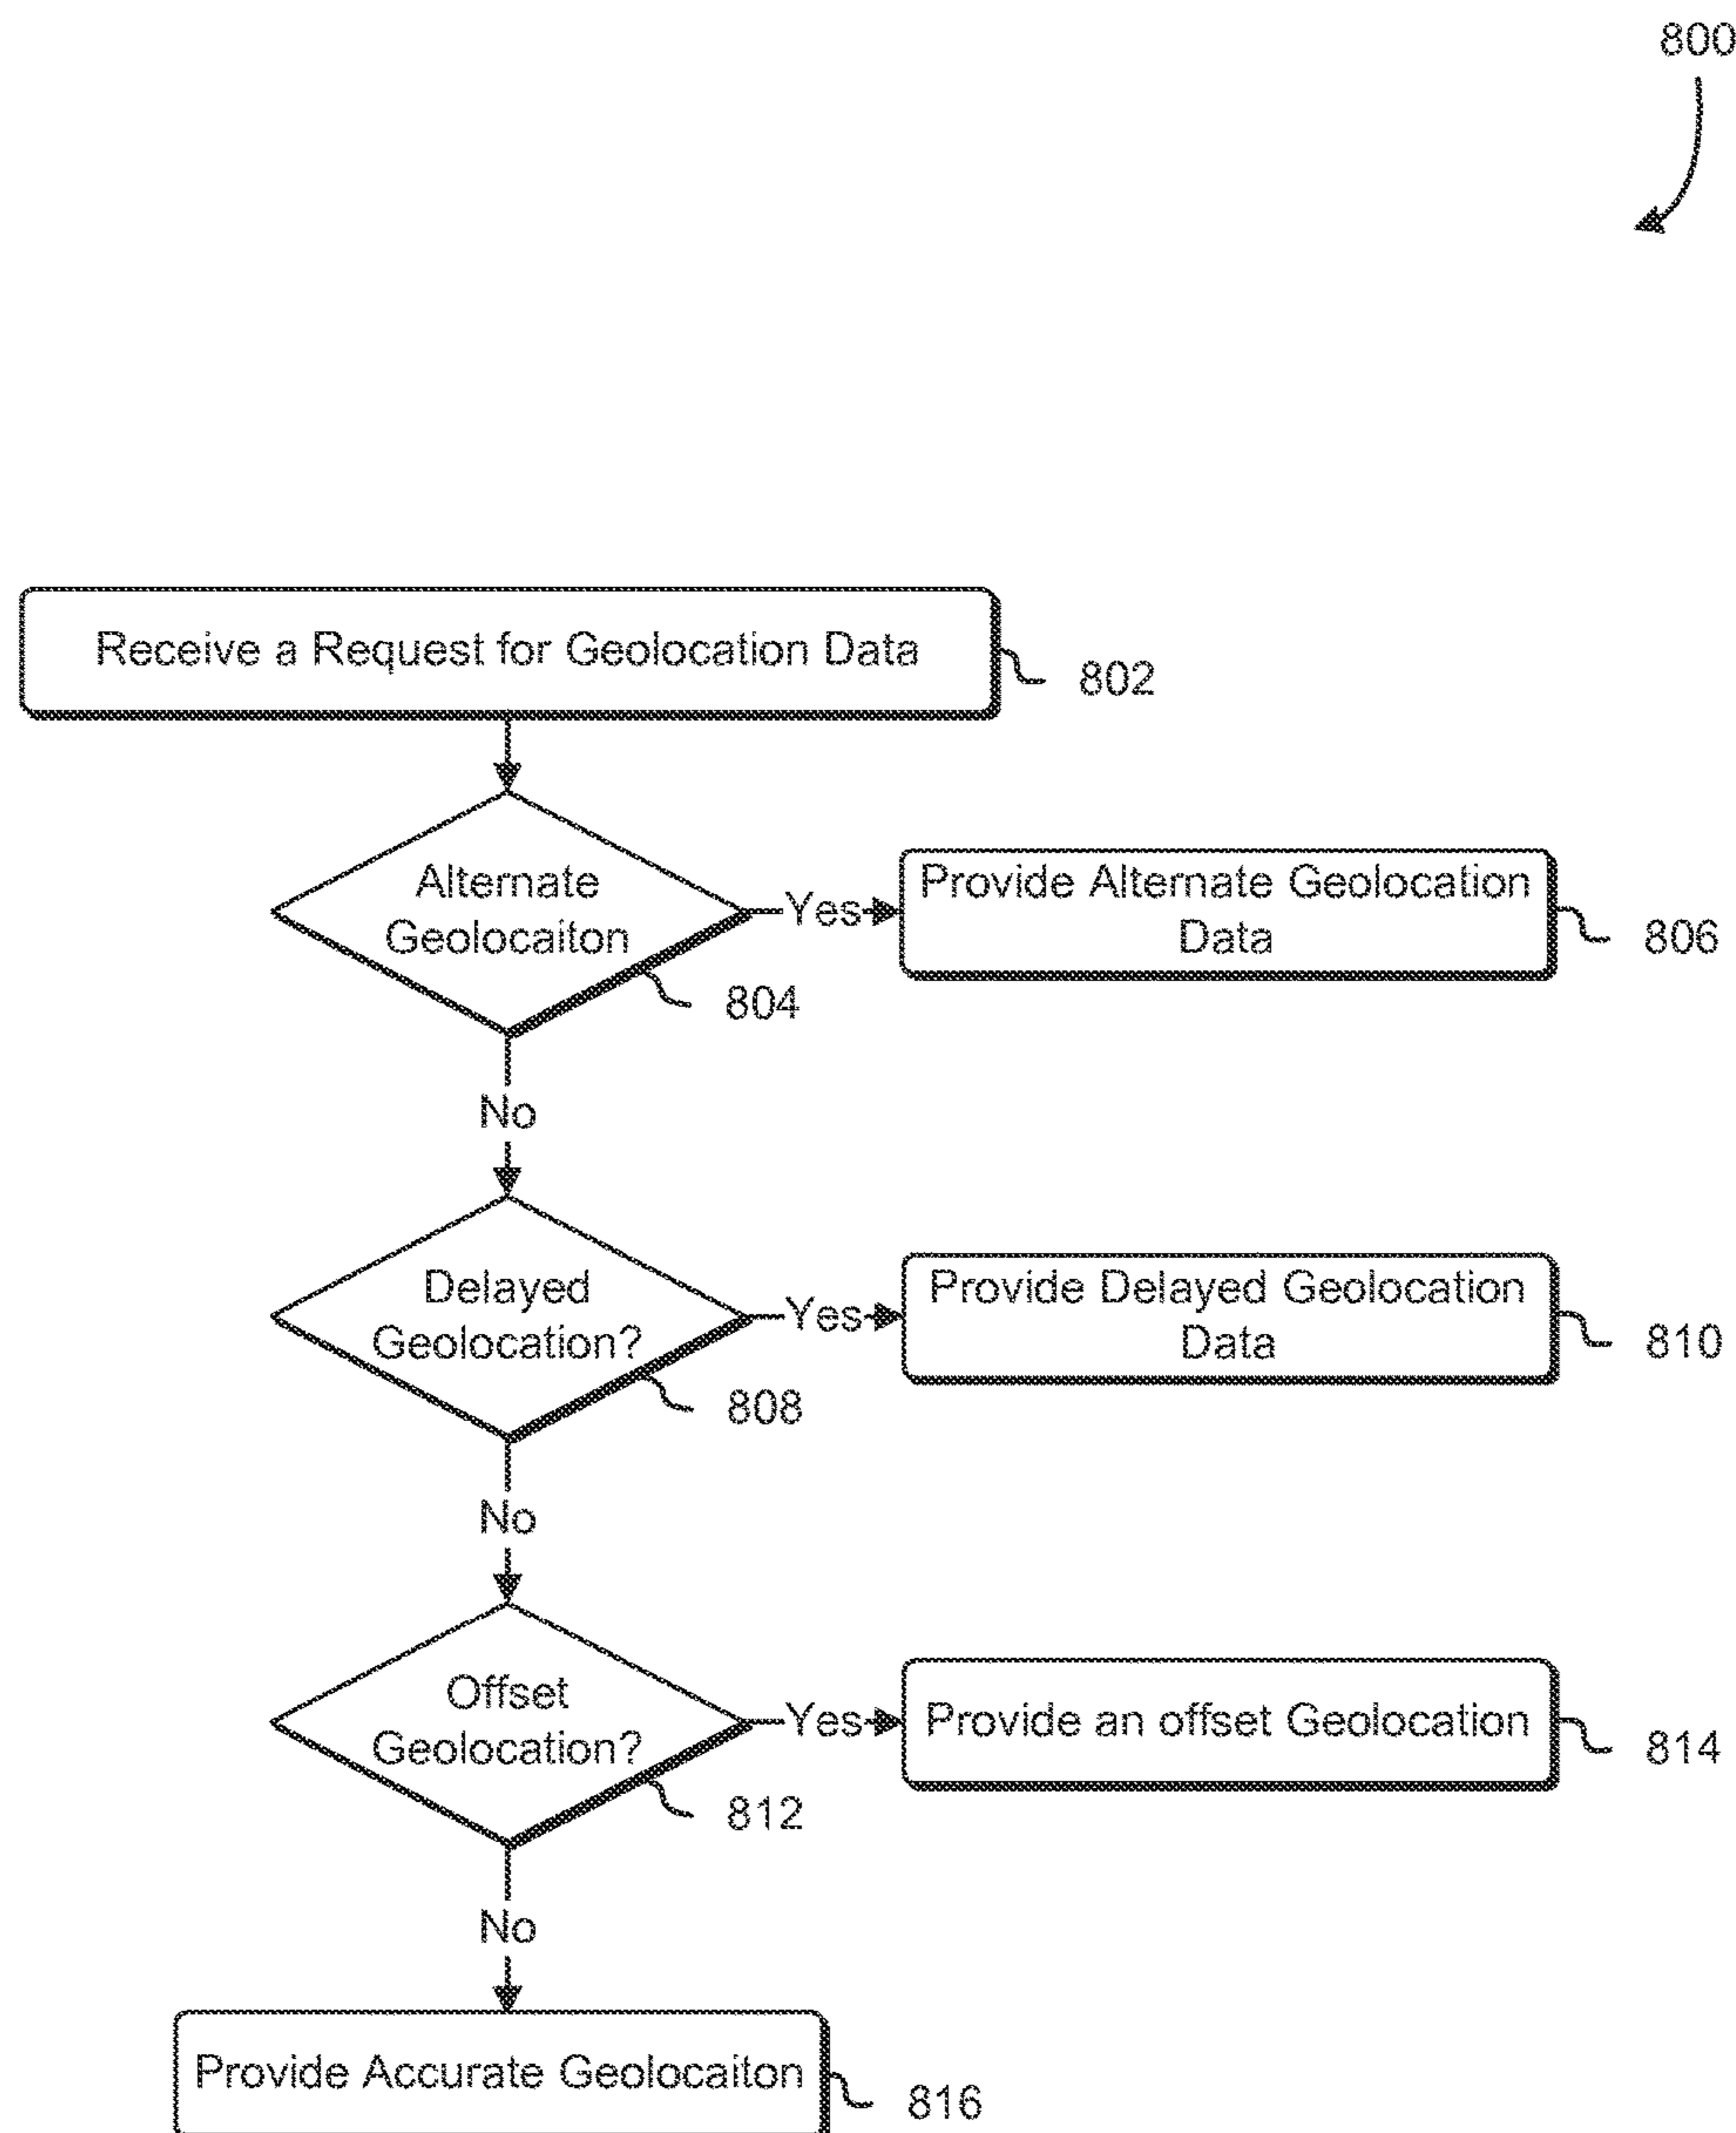 800
Receive a Request for Geolocation Data
802
Alternate
Geolocaiton
804
Yes
Provide Alternate Geolocation
Data
806
No
Delayed
Geolocation?
808
Yes
Provide Delayed Geolocation
Data
810
No
Offset
Geolocation?
812
Yes
Provide an offset Geolocation
814
No
Provide Accurate Geolocaiton
816